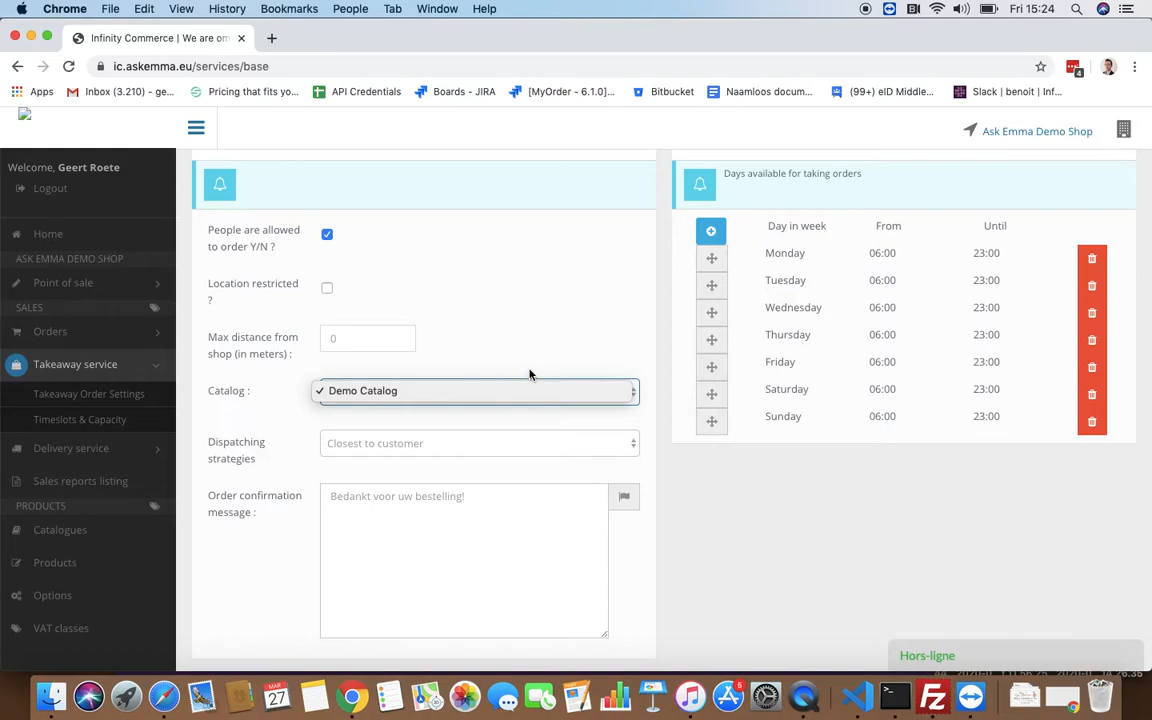 Chrome File Edit View History Bookmarks People Tab Window Help Fri 15:24
Infinity Commerce | We are om
ic.askemma.eu/services/base
4
Apps Inbox (3.210) - ge... Pricing that fits yo... API Credentials Boards - JIRA [MyOrder - 6.1.0]... Bitbucket Naamloos docum... (99+) eID Middle... Slack | benoit | Inf...
Ask Emma Demo Shop
Welcome, Geert Roete
Logout
Home
ASK EMMA DEMO SHOP
Point of sale
SALES
Orders
Takeaway service
Takeaway Order Settings
Timeslots & Capacity
Delivery service
Sales reports listing
PRODUCTS
Catalogues
Products
Options
VAT classes
People are allowed
to order Y/N ?
Location restricted
?
Max distance from
shop (in meters) :
0
Catalog :
✓ Demo Catalog
Dispatching
strategies
Closest to customer
Order confirmation
message :
Bedankt voor uw bestelling!
Days available for taking orders
Day in week From Until
Monday 06:00 23:00
Tuesday 06:00 23:00
Wednesday 06:00 23:00
Thursday 06:00 23:00
Friday 06:00 23:00
Saturday 06:00 23:00
Sunday 06:00 23:00
Hors-ligne
MAR
27
6